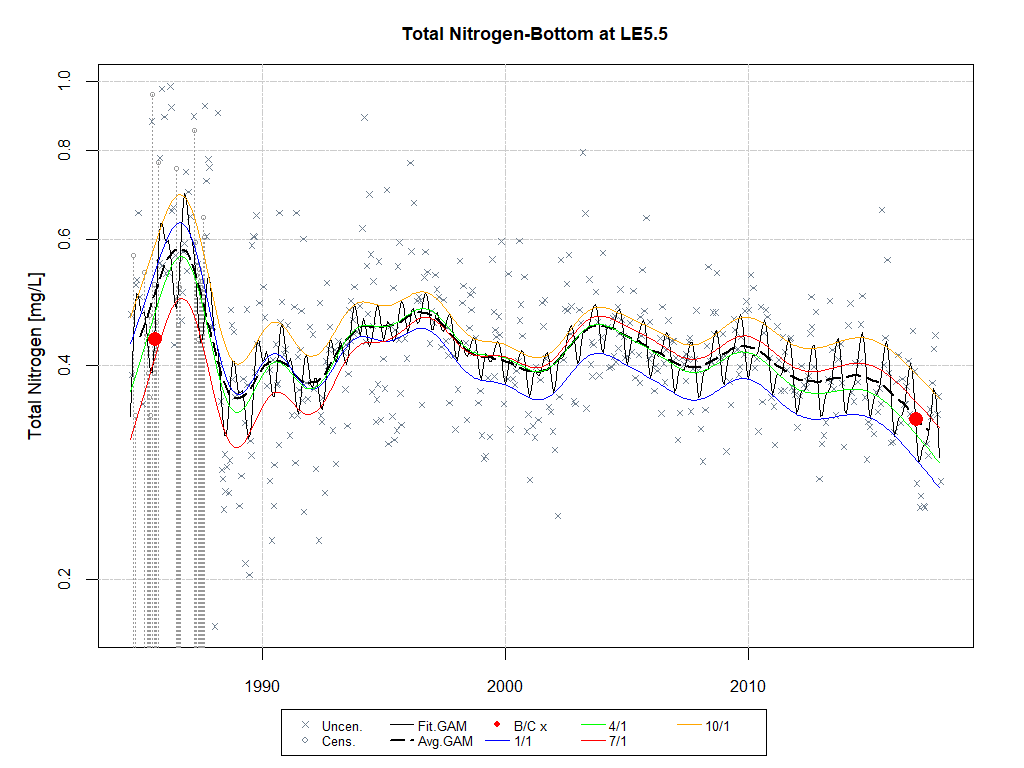 Total Nitrogen-Bottom at LE5.5
Total Nitrogen [mg/L]
1.0
0.8
0.6
0.4
0.2
1990 2000 2010
Uncen. Fit.GAM B/C x 4/1 10/1
Cens. Avg.GAM 1/1 7/1